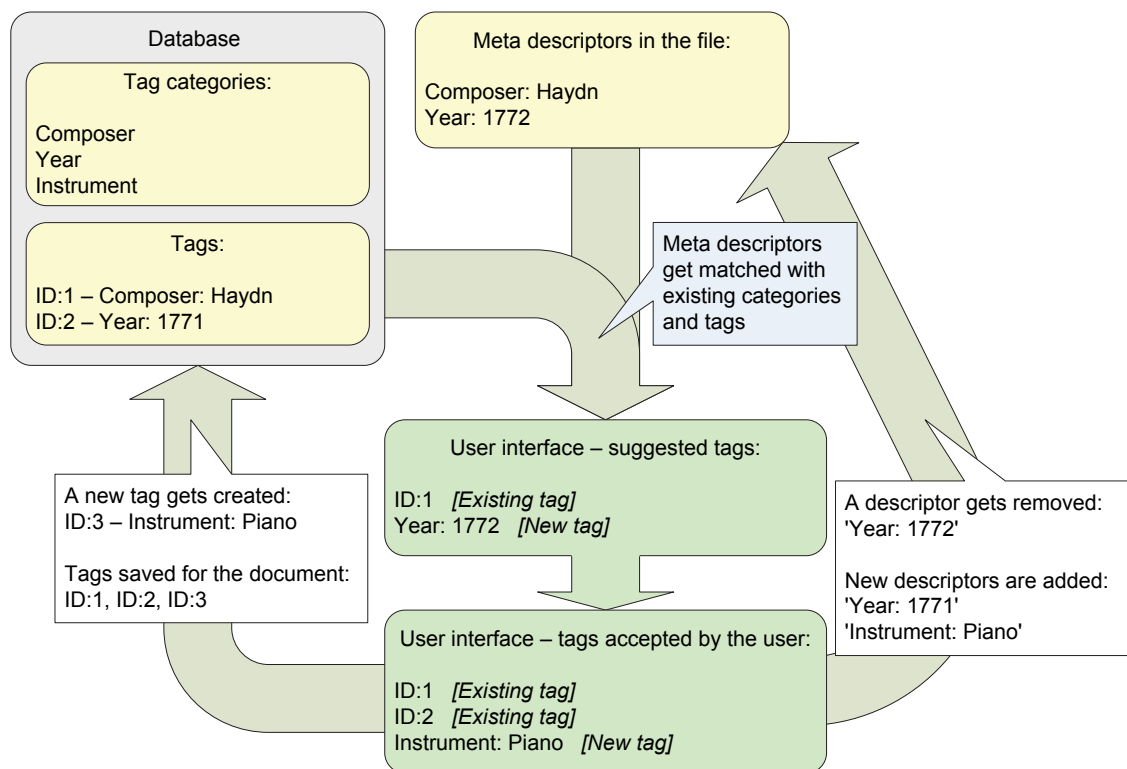 Database
Tag categories:
Composer
Year
Instrument
Tags:
ID:1 – Composer: Haydn
ID:2 – Year: 1771
Meta descriptors in the file:
Composer: Haydn
Year: 1772
Meta descriptors
get matched with
existing categories
and tags
User interface – suggested tags:
ID:1 [Existing tag]
Year: 1772 [New tag]
A new tag gets created:
ID:3 – Instrument: Piano
Tags saved for the document:
ID:1, ID:2, ID:3
A descriptor gets removed:
'Year: 1772'
New descriptors are added:
'Year: 1771'
'Instrument: Piano'
User interface – tags accepted by the user:
ID:1 [Existing tag]
ID:2 [Existing tag]
Instrument: Piano [New tag]